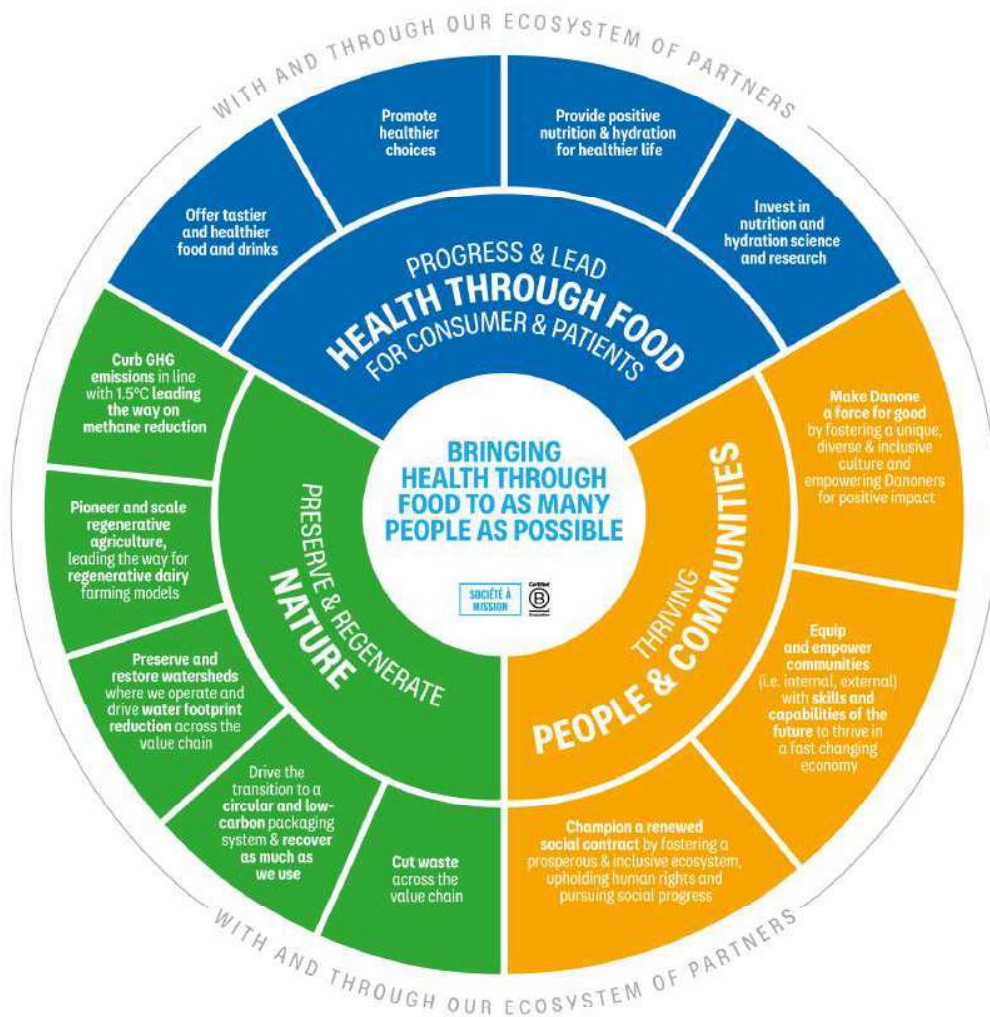 WITH AND THROUGH OUR ECOSYSTEM OF PARTNERS
Offer tastier
and healthier
food and drinks
Promote
healthier
choices
Provide positive
nutrition & hydration
for healthier life
Invest in
nutrition and
hydration science
and research
PROGRESS & LEAD
HEALTH THROUGH FOOD
FOR CONSUMER & PATIENTS
Curb GHG
emissions in line
with 1.5°C leading
the way on
methane reduction
Pioneer and scale
regenerative
agriculture,
leading the way for
regenerative dairy
farming models
Preserve and
restore watersheds
where we operate and
drive water footprint
reduction across the
value chain
Drive the
transition to a
circular and low-
carbon packaging
system & recover
as much as
we use
Cut waste
across the
value chain
PRESERVE & REGENERATE
NATURE
BRINGING
HEALTH THROUGH
FOOD TO AS MANY
PEOPLE AS POSSIBLE
SOCIÉTÉ À
MISSION
Certified
B
Corporation
THRIVING
PEOPLE & COMMUNITIES
Make Danone
a force for good
by fostering a unique,
diverse & inclusive
culture and
empowering Danoners
for positive impact
Equip
and empower
communities
(i.e. internal, external)
with skills and
capabilities of the
future to thrive in
a fast changing
economy
Champion a renewed
social contract by fostering a
prosperous & inclusive ecosystem,
upholding human rights and
pursuing social progress
WITH AND THROUGH OUR ECOSYSTEM OF PARTNERS